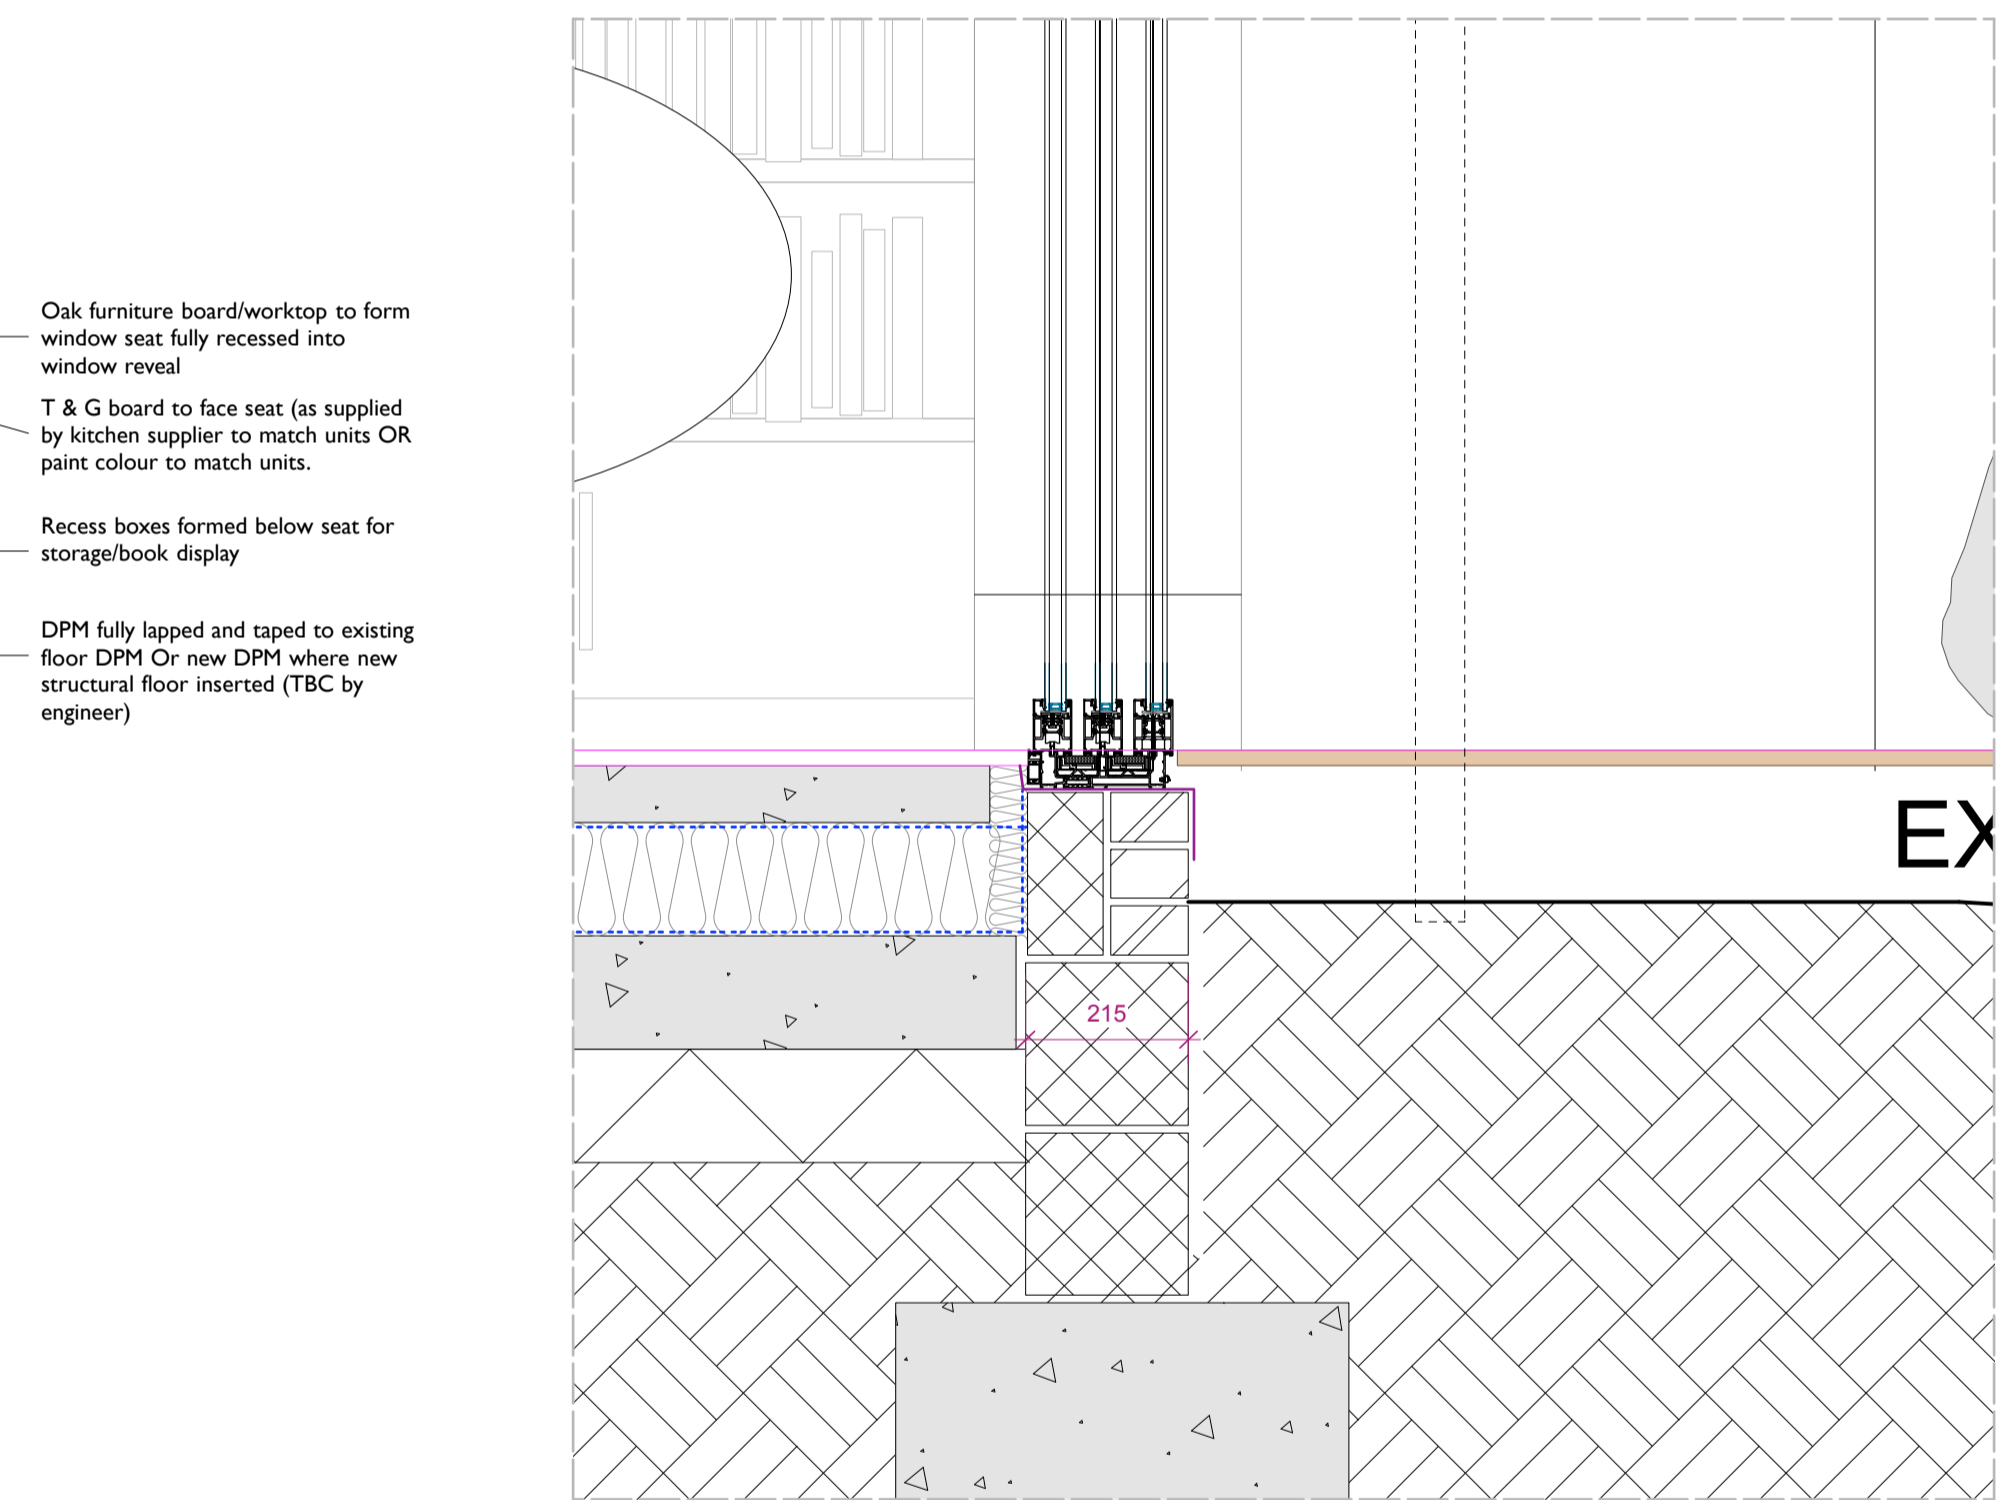 Oak furniture board/worktop to form
window seat fully recessed into
window reveal
T & G board to face seat (as supplied
by kitchen supplier to match units OR
paint colour to match units.
Recess boxes formed below seat for
storage/book display
DPM fully lapped and taped to existing
floor DPM Or new DPM where new
structural floor inserted (TBC by
engineer)
EX
215